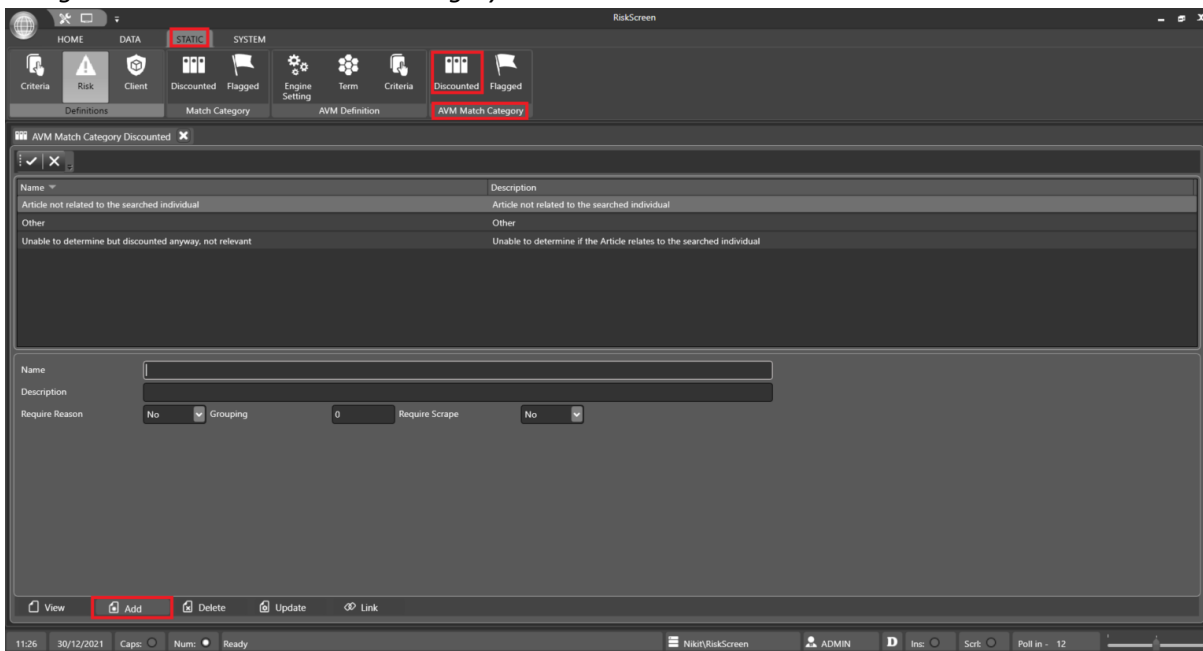 RiskScreen
HOME DATA STATIC SYSTEM
Criteria Risk Client Discounted Flagged Engine Setting Term Criteria Discounted Flagged
Definitions Match Category AVM Definition AVM Match Category
AVM Match Category Discounted
Name Description
Article not related to the searched individual Article not related to the searched individual
Other Other
Unable to determine but discounted anyway, not relevant Unable to determine if the Article relates to the searched individual
Name
Description
Require Reason No Grouping 0 Require Scrape No
View Add Delete Update Link
11:26 30/12/2021 Caps: Num: Ready Nikit\RiskScreen ADMIN D Ins: Scrl: Poll in - 12